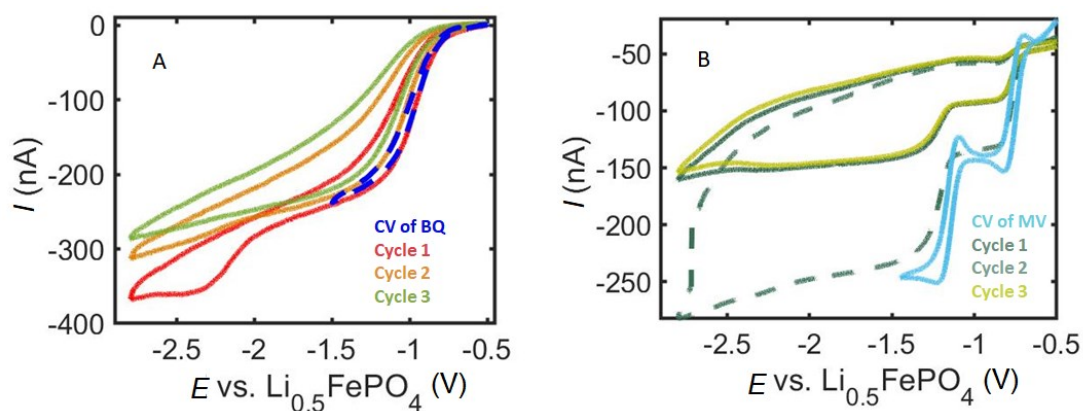 0
-100
-200
-300
-400
I (nA)
A
CV of BQ
Cycle 1
Cycle 2
Cycle 3
-2.5 -2 -1.5 -1 -0.5
E vs. Li0.5FePO4 (V)
-50
-100
-150
-200
-250
I (nA)
B
CV of MV
Cycle 1
Cycle 2
Cycle 3
-2.5 -2 -1.5 -1 -0.5
E vs. Li0.5FePO4 (V)